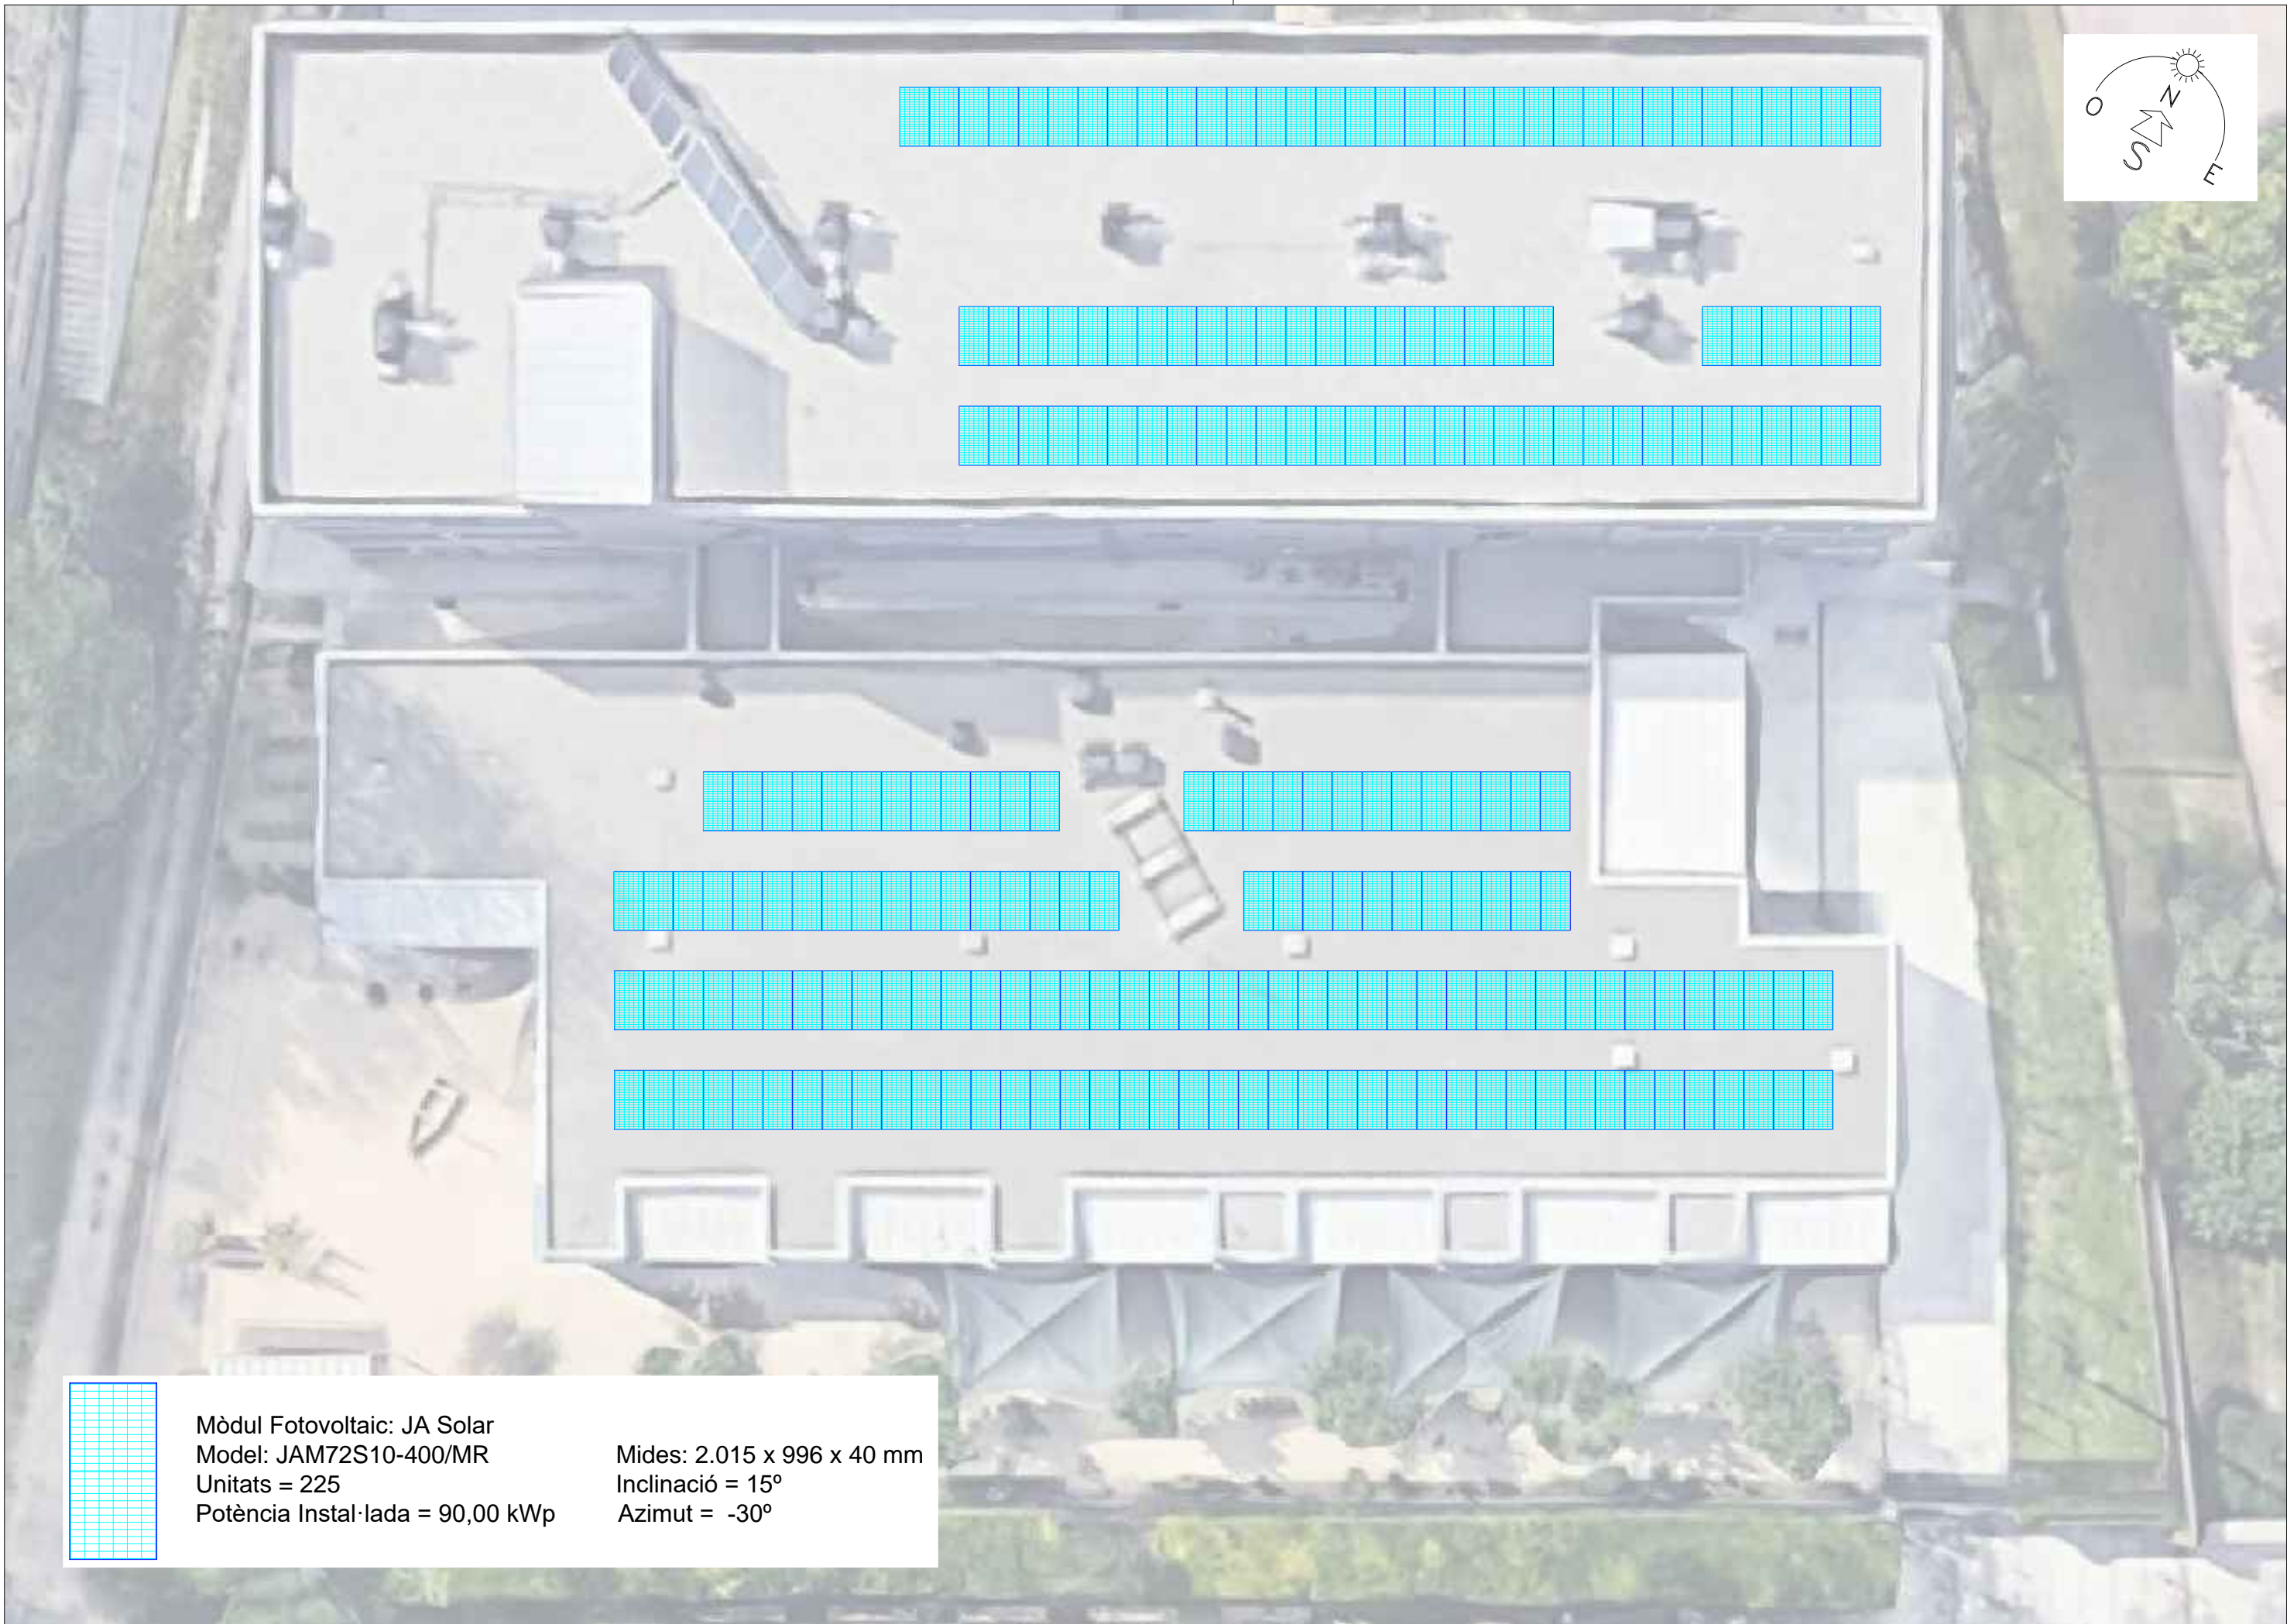 N
O
S
E
Mòdul Fotovoltaic: JA Solar
Model: JAM72S10-400/MR
Mides: 2.015 x 996 x 40 mm
Unitats = 225
Inclinació = 15º
Potència Instal·lada = 90,00 kWp
Azimut = -30º